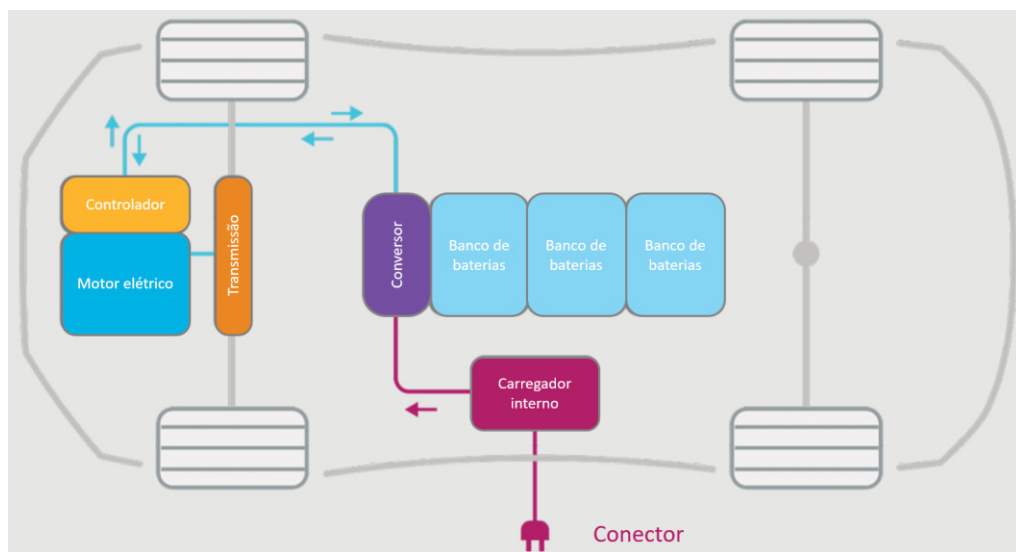 Controlador
Motor elétrico
Transmissão
Conversor
Banco de
baterias
Banco de
baterias
Banco de
baterias
Carregador
interno
Conector